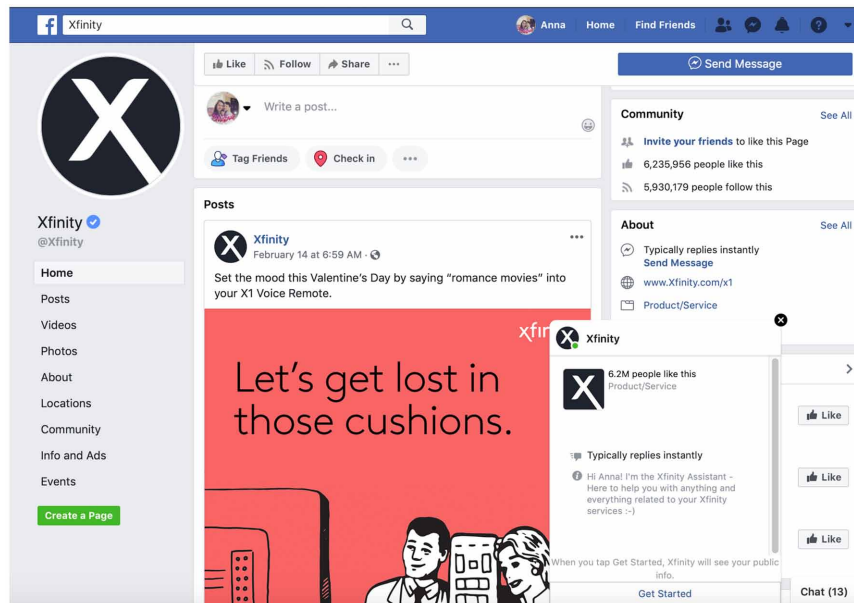 Xfinity
Anna
Home
Find Friends
Like
Follow
Share
Send Message
Write a post...
Tag Friends
Check in
Community
See All
Invite your friends to like this Page
6,235,956 people like this
5,930,179 people follow this
Xfinity
@Xfinity
Home
Posts
Videos
Photos
About
Locations
Community
Info and Ads
Events
Create a Page
Posts
Xfinity
February 14 at 6:59 AM ·
Set the mood this Valentine's Day by saying “romance movies” into
your X1 Voice Remote.
Let's get lost in
those cushions.
About
See All
Typically replies instantly
Send Message
www.Xfinity.com/x1
Product/Service
Xfinity
6.2M people like this
Product/Service
Typically replies instantly
Hi Anna! I'm the Xfinity Assistant -
Here to help you with anything and
everything related to your Xfinity
services :-)
When you tap Get Started, Xfinity will see your public
info.
Get Started
Like
Like
Like
Chat (13)